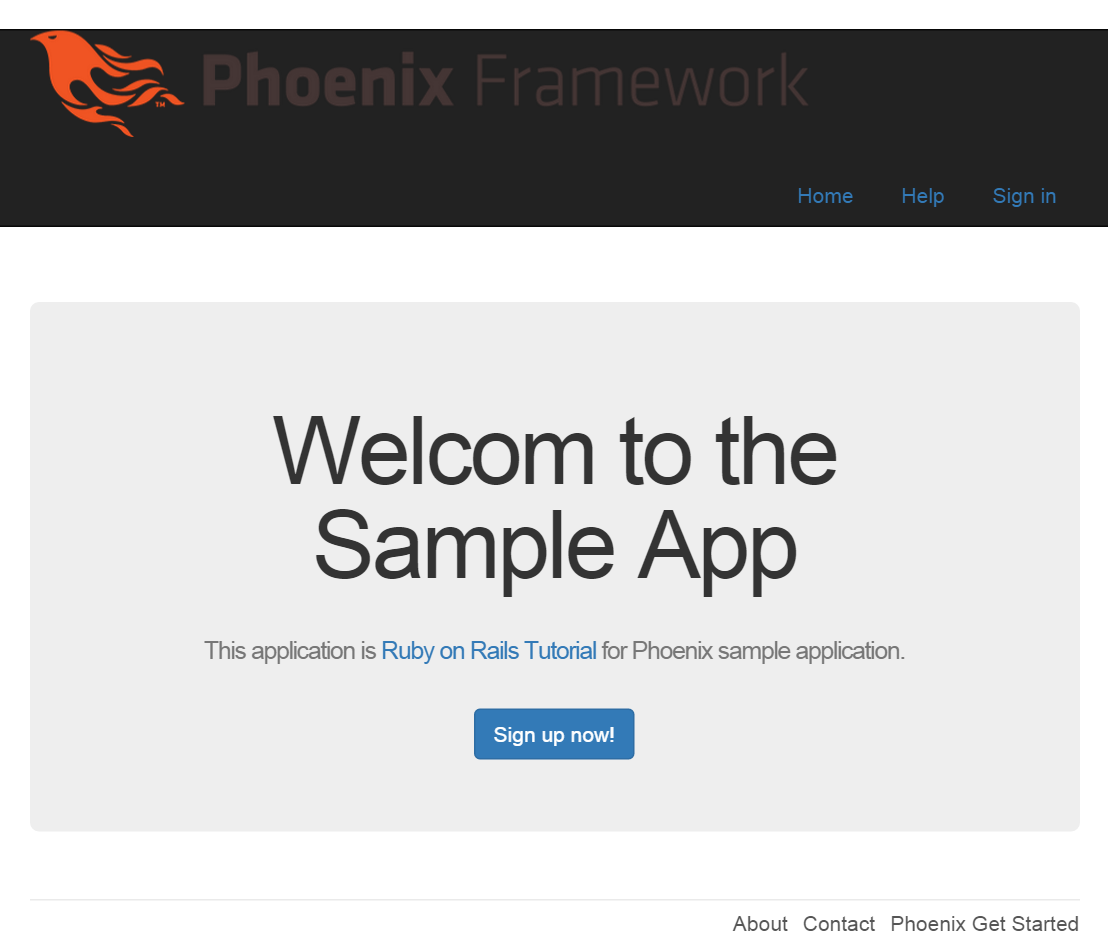 Phoenix Framework
TM
Home Help Sign in
Welcom to the
Sample App
This application is Ruby on Rails Tutorial for Phoenix sample application.
Sign up now!
About Contact Phoenix Get Started